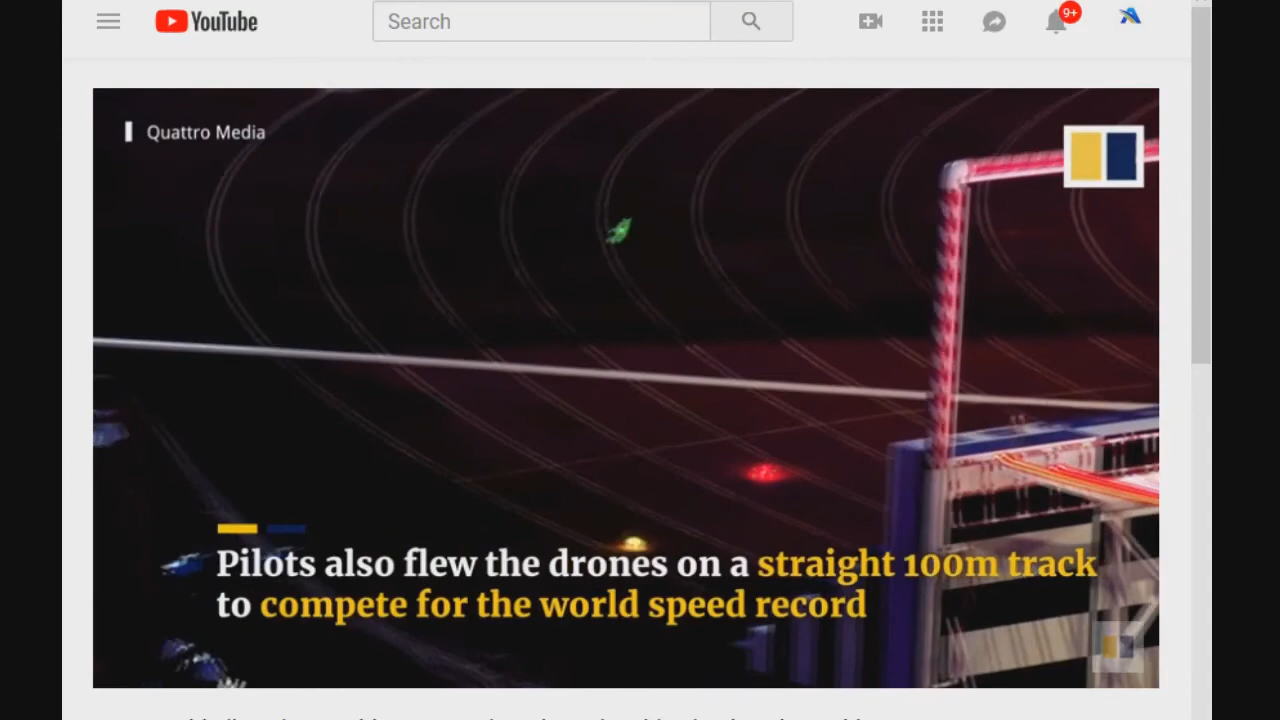 YouTube
Search
9+
Quattro Media
Pilots also flew the drones on a straight 100m track
to compete for the world speed record